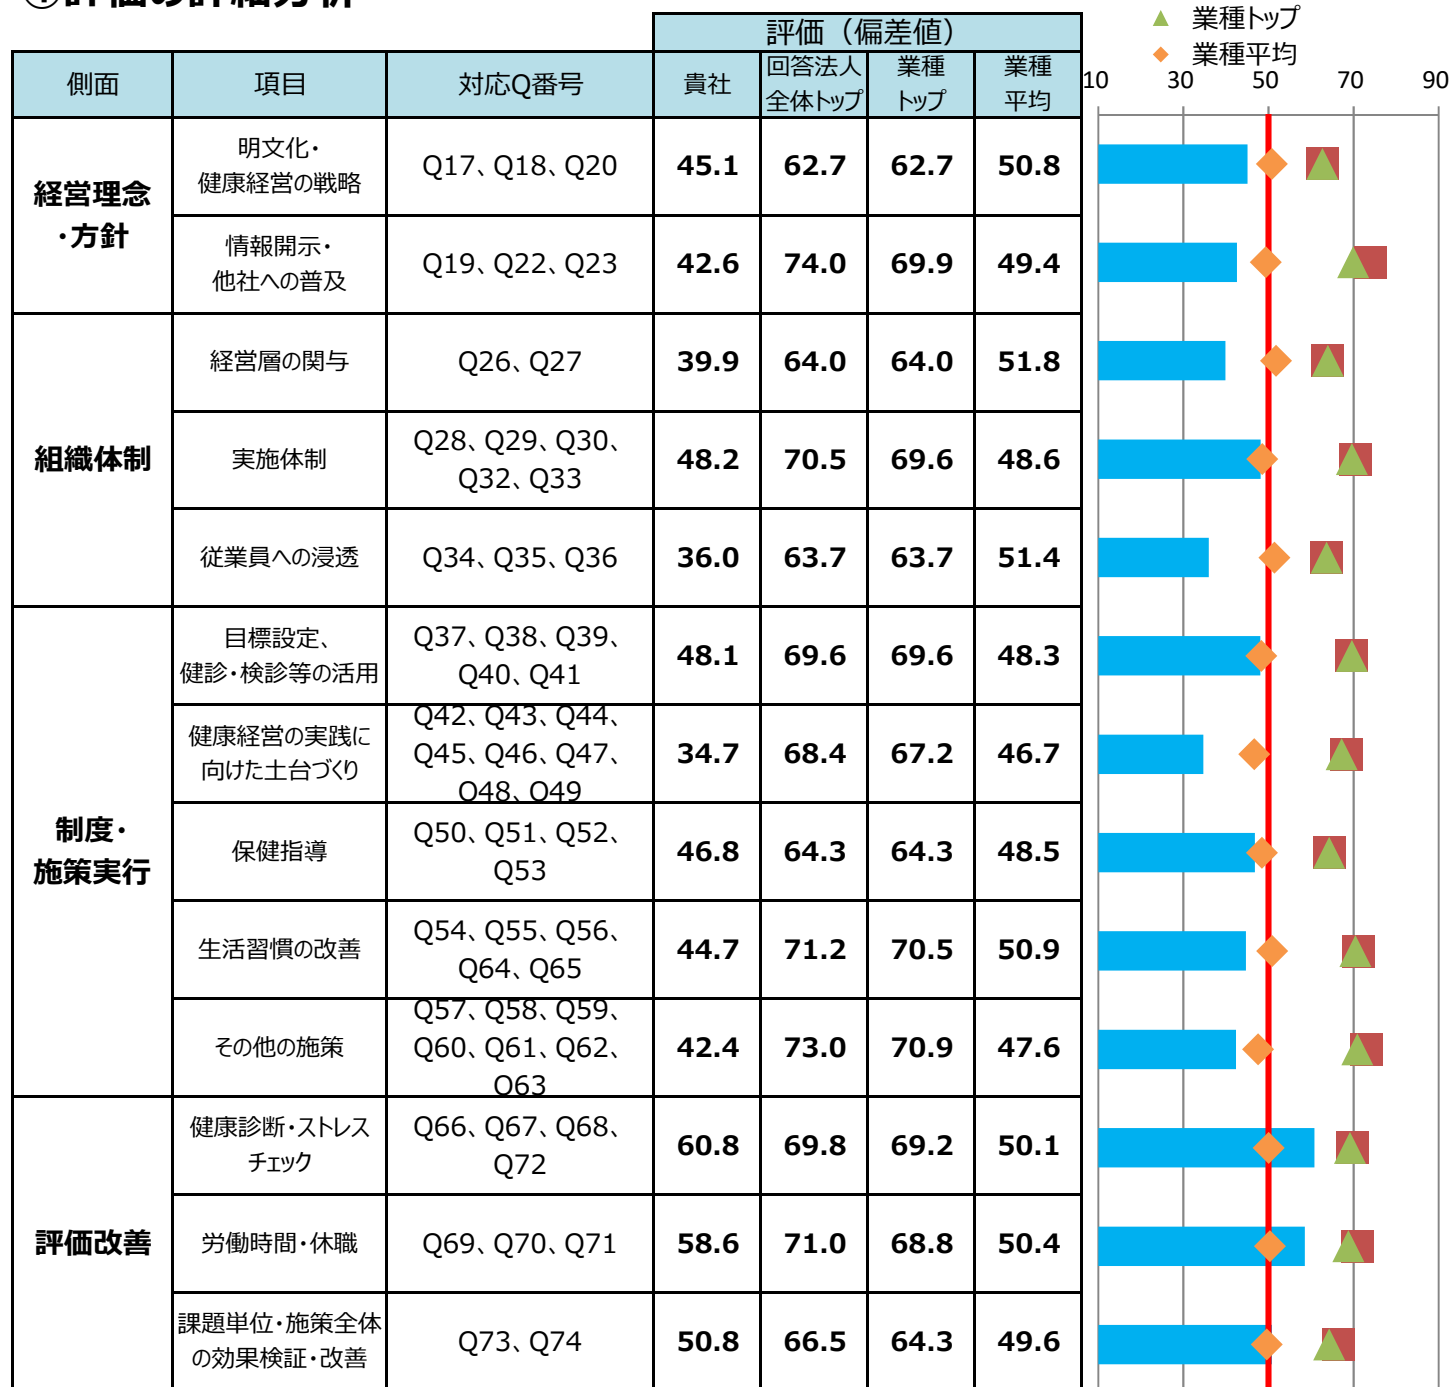 ①評価の詳細分析
▲ 業種トップ
◆ 業種平均
評価（偏差値）
側面 項目 対応Q番号 貴社 回答法人 業種 業種
全体トップ トップ 平均
10 30 50 70 90
経営理念
・方針
明文化・
健康経営の戦略
Q17、Q18、Q20 45.1 62.7 62.7 50.8
情報開示・
他社への普及
Q19、Q22、Q23 42.6 74.0 69.9 49.4
組織体制
経営層の関与 Q26、Q27 39.9 64.0 64.0 51.8
実施体制
Q28、Q29、Q30、
Q32、Q33
48.2 70.5 69.6 48.6
従業員への浸透 Q34、Q35、Q36 36.0 63.7 63.7 51.4
制度・
施策実行
目標設定、
健診・検診等の活用
Q37、Q38、Q39、
Q40、Q41
48.1 69.6 69.6 48.3
健康経営の実践に
向けた土台づくり
Q42、Q43、Q44、
Q45、Q46、Q47、
Q48、Q49
34.7 68.4 67.2 46.7
保健指導
Q50、Q51、Q52、
Q53
46.8 64.3 64.3 48.5
生活習慣の改善
Q54、Q55、Q56、
Q64、Q65
44.7 71.2 70.5 50.9
その他の施策
Q57、Q58、Q59、
Q60、Q61、Q62、
Q63
42.4 73.0 70.9 47.6
評価改善
健康診断・ストレス
チェック
Q66、Q67、Q68、
Q72
60.8 69.8 69.2 50.1
労働時間・休職 Q69、Q70、Q71 58.6 71.0 68.8 50.4
課題単位・施策全体
の効果検証・改善
Q73、Q74 50.8 66.5 64.3 49.6